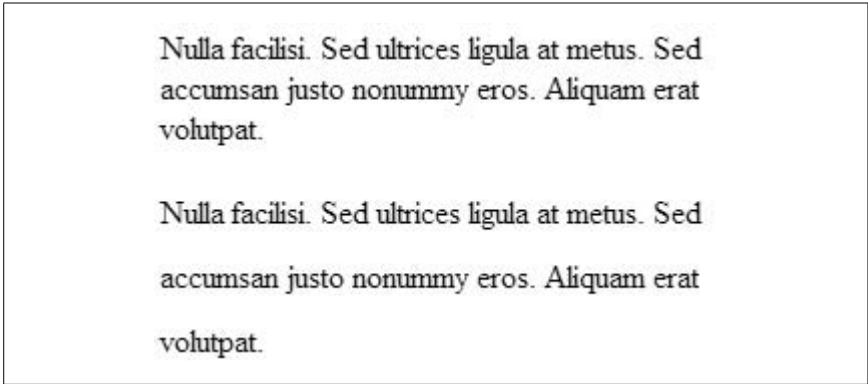 Nulla facilisi. Sed ultrices ligula at metus. Sed
accumsan justo nonummy eros. Aliquam erat
volutpat.
Nulla facilisi. Sed ultrices ligula at metus. Sed
accumsan justo nonummy eros. Aliquam erat
volutpat.